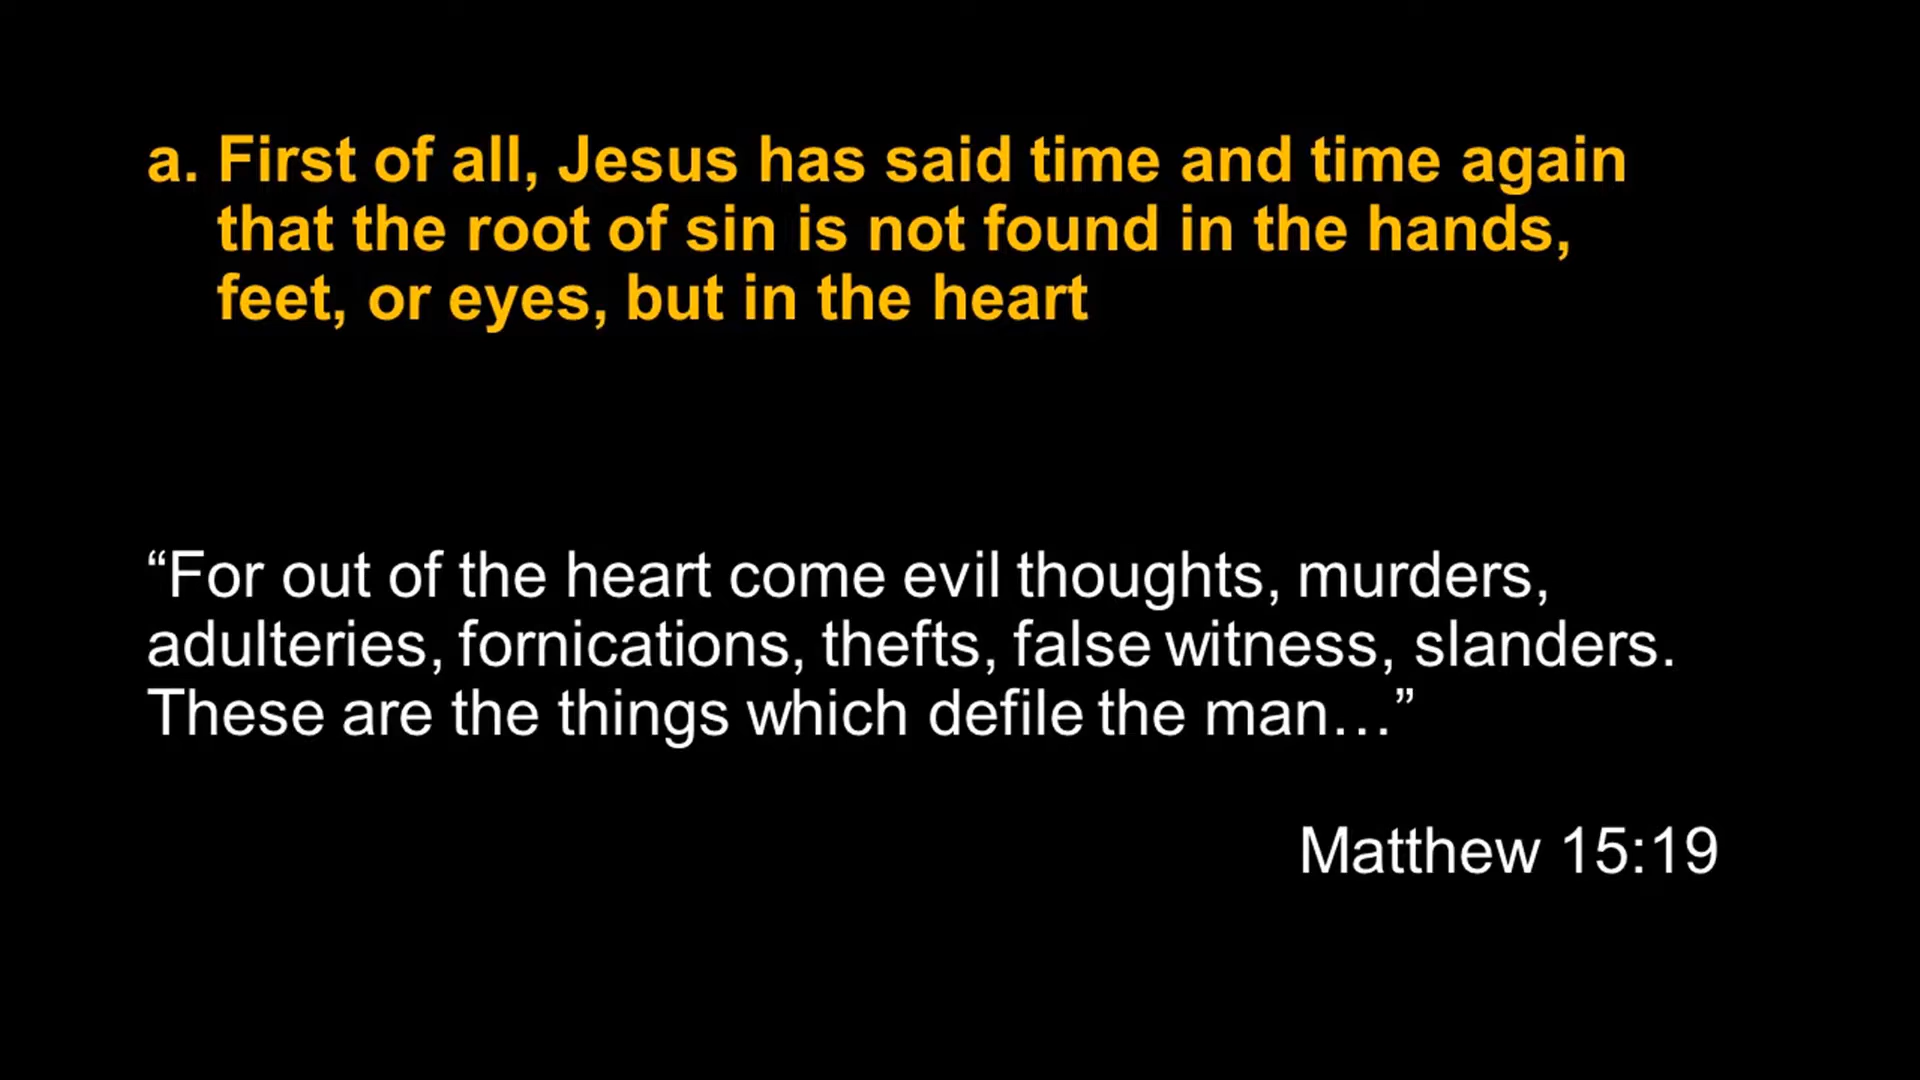 a. First of all, Jesus has said time and time again
that the root of sin is not found in the hands,
feet, or eyes, but in the heart
“For out of the heart come evil thoughts, murders,
adulteries, fornications, thefts, false witness, slanders.
These are the things which defile the man…”
Matthew 15:19